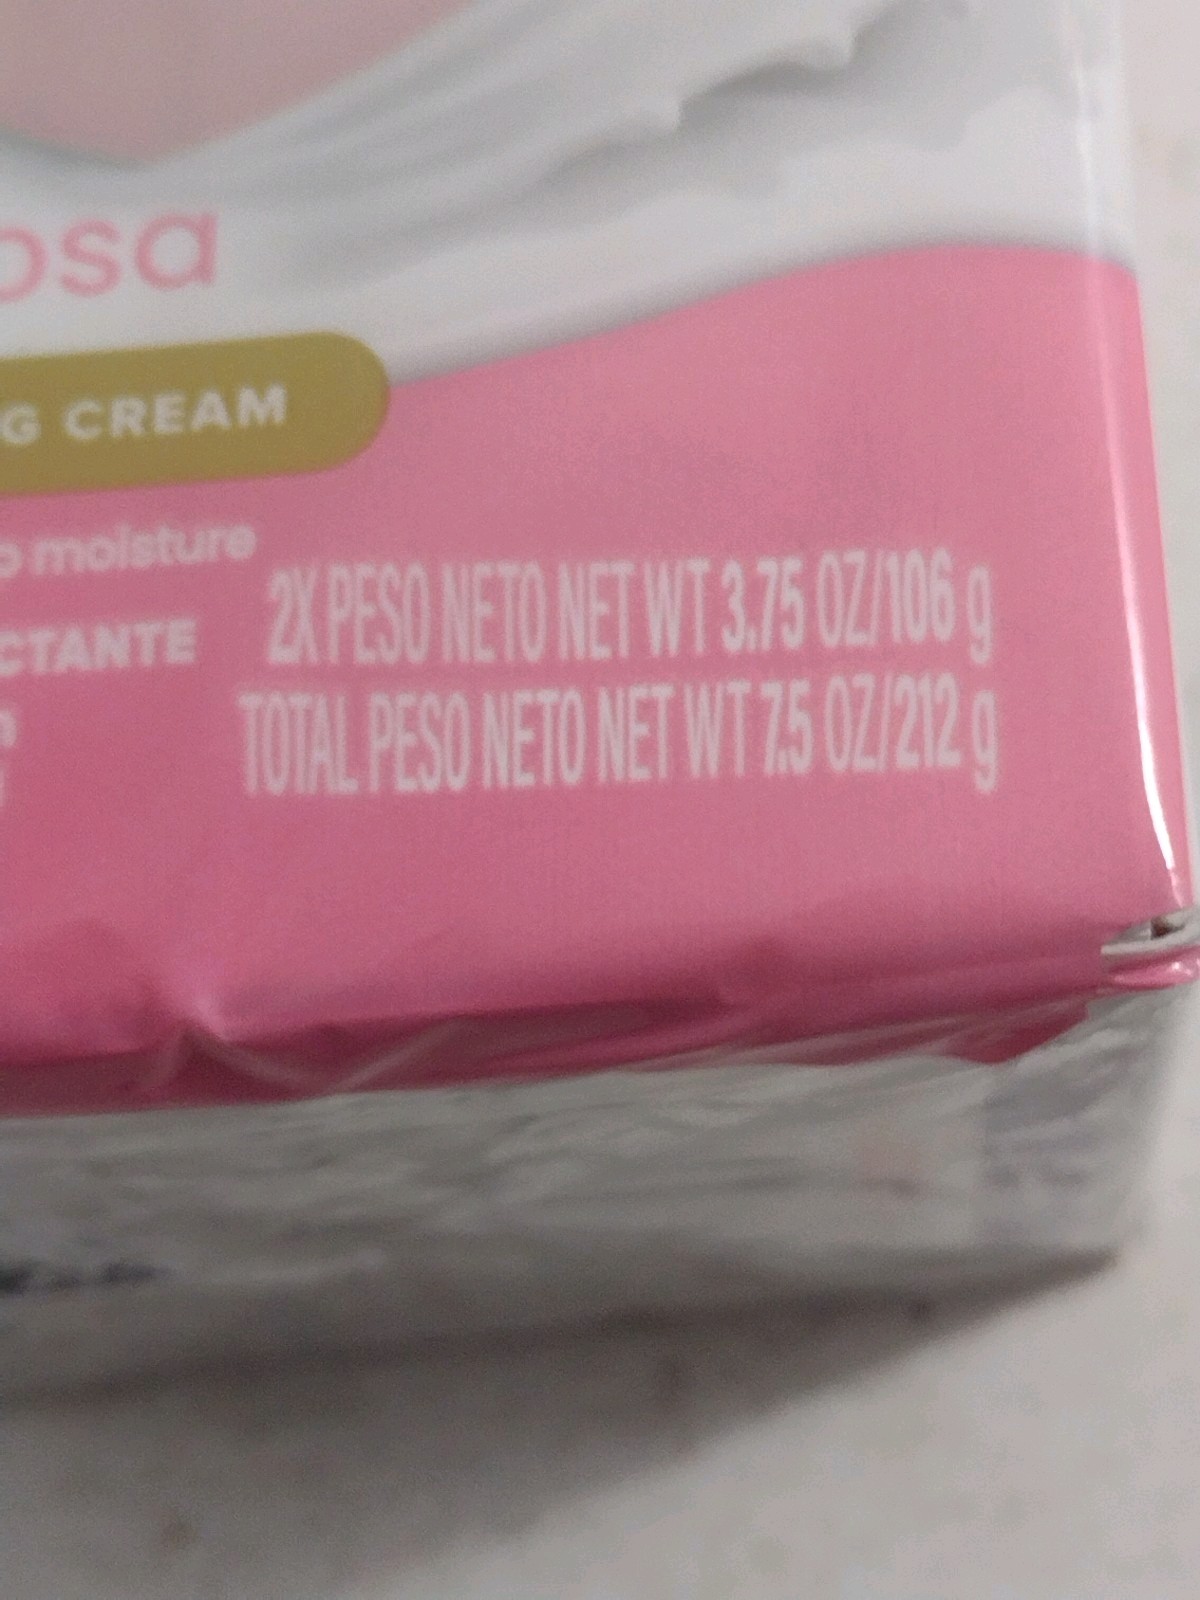 osa
G CREAM
moisture
CTANTE
2X PESO NETO NET WT 3.75 OZ/106 g
TOTAL PESO NETO NET WT 7.5 OZ/212 g